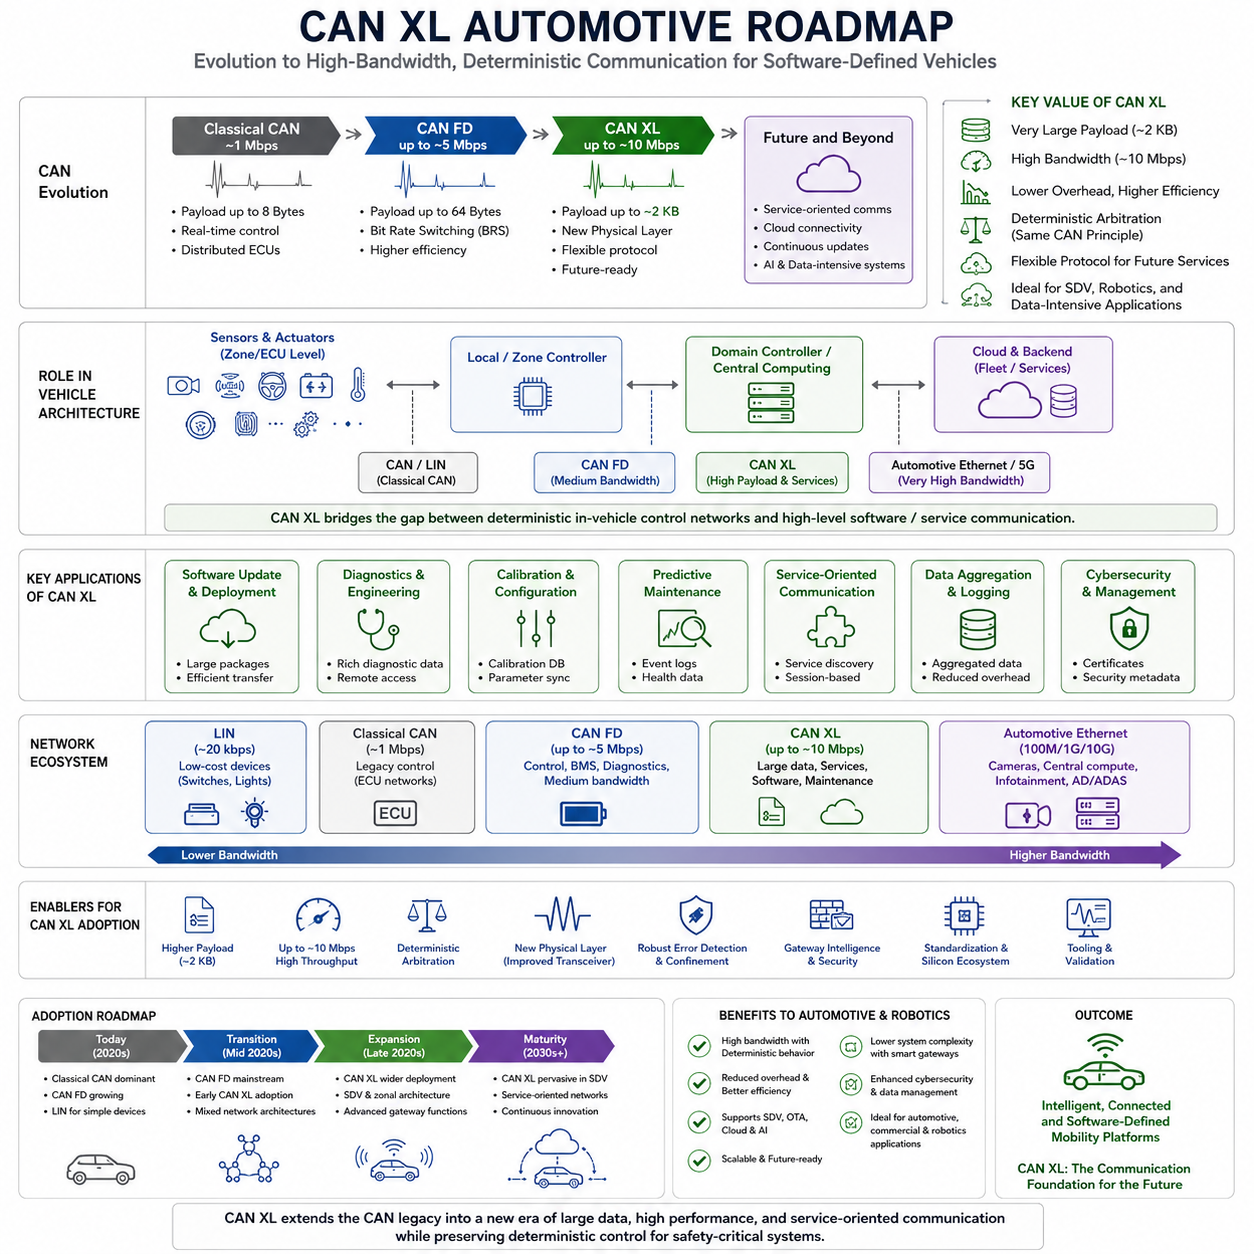 CAN XL AUTOMOTIVE ROADMAP
Evolution to High-Bandwidth, Deterministic Communication for Software-Defined Vehicles
CAN
Evolution
Classical CAN
~1 Mbps
• Payload up to 8 Bytes
• Real-time control
• Distributed ECUs
CAN FD
up to ~5 Mbps
• Payload up to 64 Bytes
• Bit Rate Switching (BRS)
• Higher efficiency
CAN XL
up to ~10 Mbps
• Payload up to ~2 KB
• New Physical Layer
• Flexible protocol
• Future-ready
Future and Beyond
• Service-oriented comms
• Cloud connectivity
• Continuous updates
• AI & Data-intensive systems
KEY VALUE OF CAN XL
Very Large Payload (~2 KB)
High Bandwidth (~10 Mbps)
Lower Overhead, Higher Efficiency
Deterministic Arbitration
(Same CAN Principle)
Flexible Protocol for Future Services
Ideal for SDV, Robotics, and
Data-Intensive Applications
ROLE IN
VEHICLE
ARCHITECTURE
Sensors & Actuators
(Zone/ECU Level)
Local / Zone Controller
Domain Controller /
Central Computing
Cloud & Backend
(Fleet / Services)
CAN / LIN
(Classical CAN)
CAN FD
(Medium Bandwidth)
CAN XL
(High Payload & Services)
Automotive Ethernet / 5G
(Very High Bandwidth)
CAN XL bridges the gap between deterministic in-vehicle control networks and high-level software / service communication.
KEY APPLICATIONS
OF CAN XL
Software Update
& Deployment
• Large packages
• Efficient transfer
Diagnostics &
Engineering
• Rich diagnostic data
• Remote access
Calibration &
Configuration
• Calibration DB
• Parameter sync
Predictive
Maintenance
• Event logs
• Health data
Service-Oriented
Communication
• Service discovery
• Session-based
Data Aggregation
& Logging
• Aggregated data
• Reduced overhead
Cybersecurity
& Management
• Certificates
• Security metadata
NETWORK
ECOSYSTEM
LIN
(~20 kbps)
Low-cost devices
(Switches, Lights)
Classical CAN
(~1 Mbps)
Legacy control
(ECU networks)
ECU
CAN FD
(up to ~5 Mbps)
Control, BMS, Diagnostics,
Medium bandwidth
CAN XL
(up to ~10 Mbps)
Large data, Services,
Software, Maintenance
Automotive Ethernet
(100M/1G/10G)
Cameras, Central compute,
Infotainment, AD/ADAS
Lower Bandwidth
Higher Bandwidth
ENABLERS FOR
CAN XL ADOPTION
Higher Payload
(~2 KB)
Up to ~10 Mbps
High Throughput
Deterministic
Arbitration
New Physical Layer
(Improved Transceiver)
Robust Error Detection
& Confinement
Gateway Intelligence
& Security
Standardization &
Silicon Ecosystem
Tooling &
Validation
ADOPTION ROADMAP
Today
(2020s)
• Classical CAN dominant
• CAN FD growing
• LIN for simple devices
Transition
(Mid 2020s)
• CAN FD mainstream
• Early CAN XL adoption
• Mixed network architectures
Expansion
(Late 2020s)
• CAN XL wider deployment
• SDV & zonal architecture
• Advanced gateway functions
Maturity
(2030s+)
• CAN XL pervasive in SDV
• Service-oriented networks
• Continuous innovation
BENEFITS TO AUTOMOTIVE & ROBOTICS
High bandwidth with
Deterministic behavior
Reduced overhead &
Better efficiency
Supports SDV, OTA,
Cloud & AI
Scalable & Future-ready
Lower system complexity
with smart gateways
Enhanced cybersecurity
& data management
Ideal for automotive,
commercial & robotics
applications
OUTCOME
Intelligent, Connected
and Software-Defined
Mobility Platforms
CAN XL: The Communication
Foundation for the Future
CAN XL extends the CAN legacy into a new era of large data, high performance, and service-oriented communication
while preserving deterministic control for safety-critical systems.